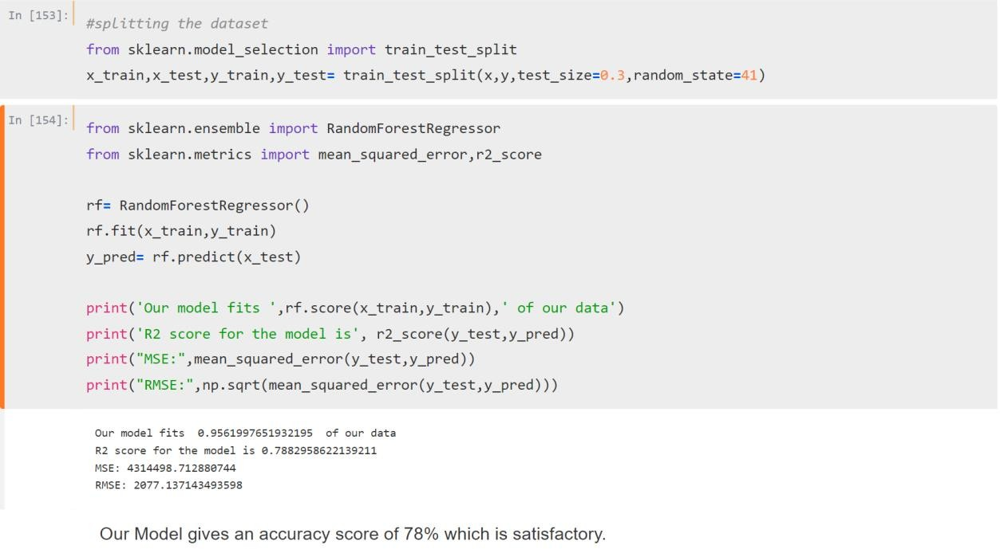 In [153]:
#splitting the dataset
from sklearn.model_selection import train_test_split
x_train,x_test,y_train,y_test= train_test_split(x,y,test_size=0.3,random_state=41)
In [154]:
from sklearn.ensemble import RandomForestRegressor
from sklearn.metrics import mean_squared_error,r2_score
rf= RandomForestRegressor()
rf.fit(x_train,y_train)
y_pred= rf.predict(x_test)
print('Our model fits ',rf.score(x_train,y_train),' of our data')
print('R2 score for the model is', r2_score(y_test,y_pred))
print("MSE:",mean_squared_error(y_test,y_pred))
print("RMSE:",np.sqrt(mean_squared_error(y_test,y_pred)))
Our model fits  0.9561997651932195  of our data
R2 score for the model is 0.7882958622139211
MSE: 4314498.712880744
RMSE: 2077.137143493598
Our Model gives an accuracy score of 78% which is satisfactory.